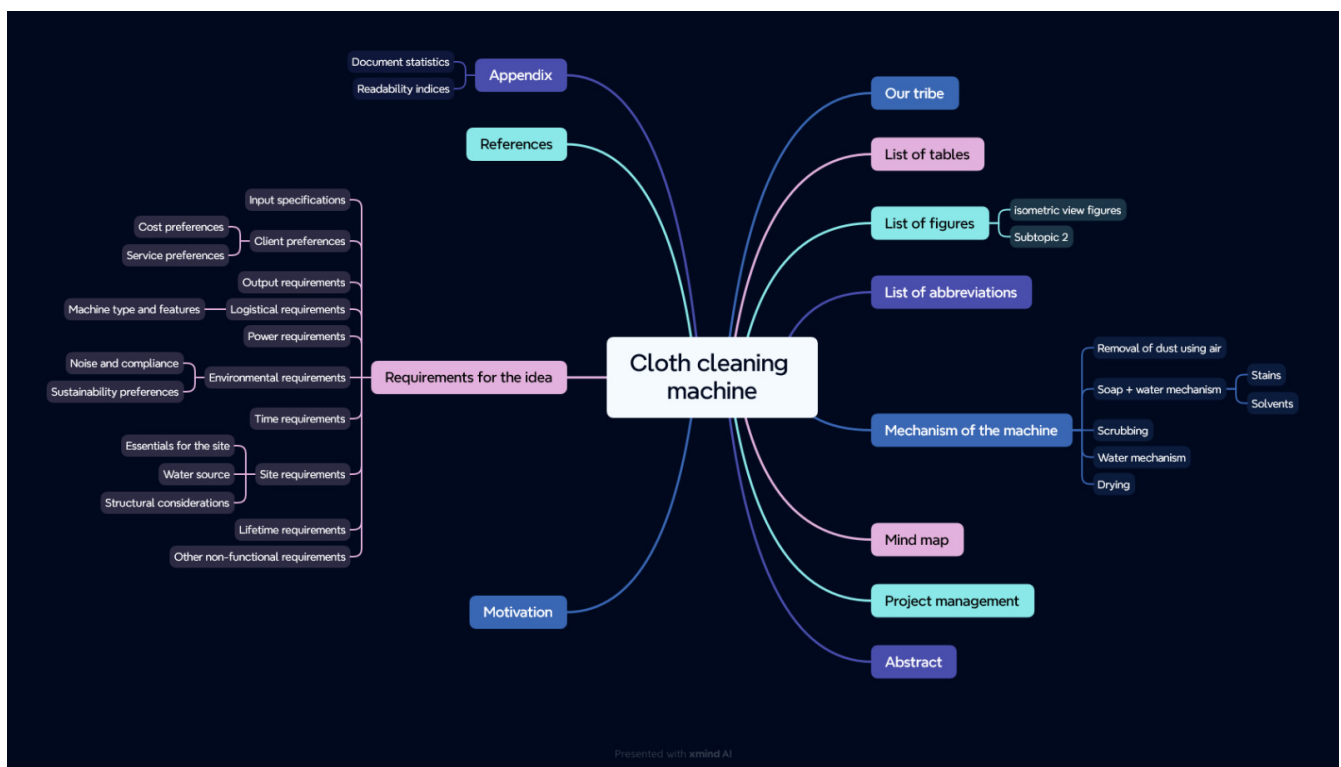 Document statistics
Readability indices
Appendix
References
Input specifications
Cost preferences
Service preferences
Client preferences
Output requirements
Machine type and features
Logistical requirements
Power requirements
Noise and compliance
Sustainability preferences
Environmental requirements
Time requirements
Essentials for the site
Water source
Structural considerations
Site requirements
Lifetime requirements
Other non-functional requirements
Requirements for the idea
Motivation
Cloth cleaning
machine
Our tribe
List of tables
List of figures
isometric view figures
Subtopic 2
List of abbreviations
Mechanism of the machine
Removal of dust using air
Soap + water mechanism
Stains
Solvents
Scrubbing
Water mechanism
Drying
Mind map
Project management
Abstract
Presented with xmind AI